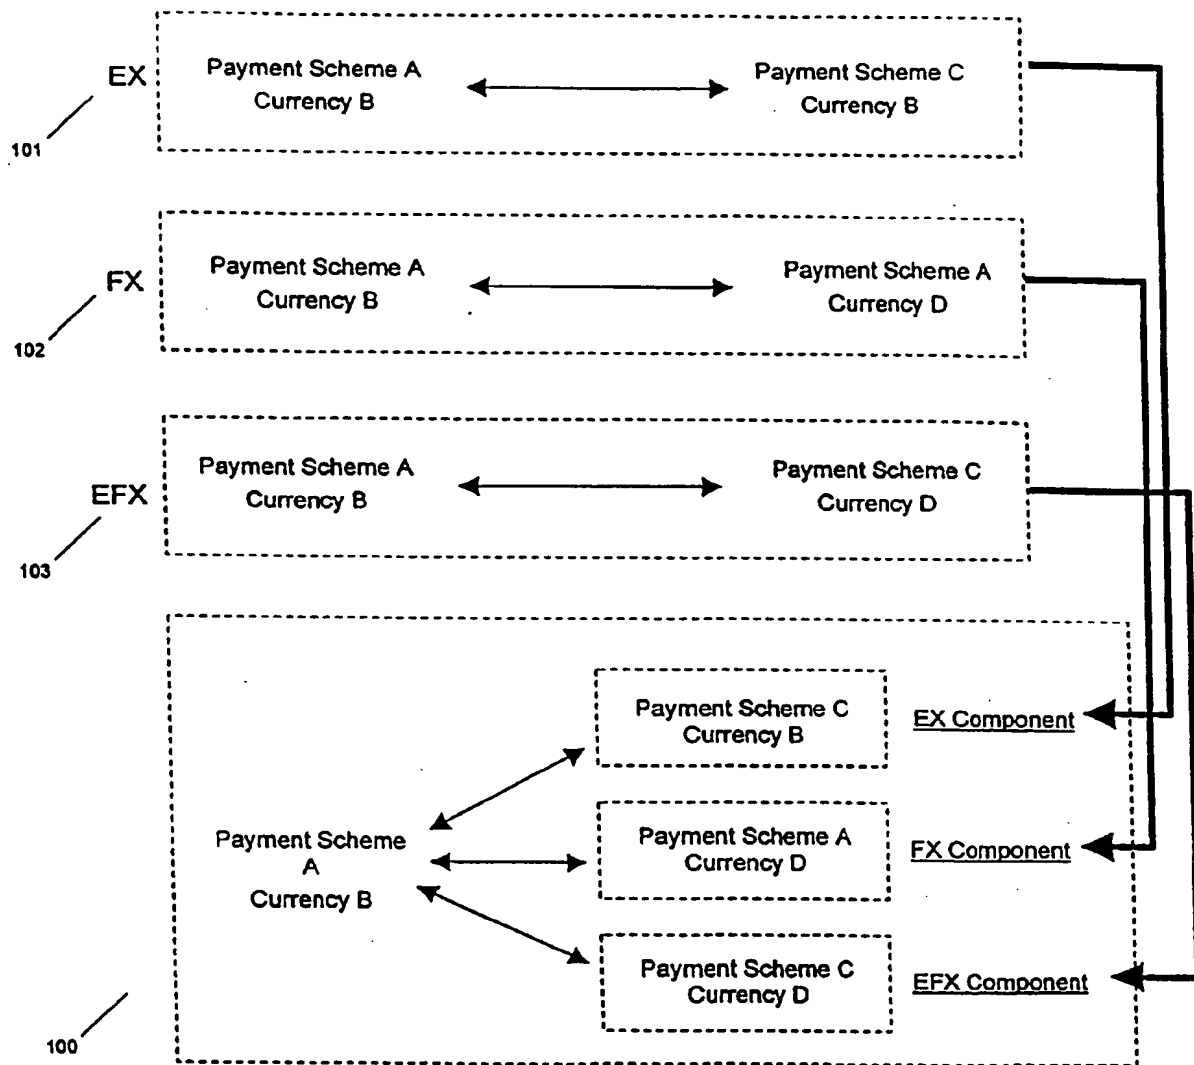 EX
Payment Scheme A
Currency B
Payment Scheme C
Currency B
101
FX
Payment Scheme A
Currency B
Payment Scheme A
Currency D
102
EFX
Payment Scheme A
Currency B
Payment Scheme C
Currency D
103
Payment Scheme
A
Currency B
Payment Scheme C
Currency B
EX Component
Payment Scheme A
Currency D
FX Component
Payment Scheme C
Currency D
EFX Component
100